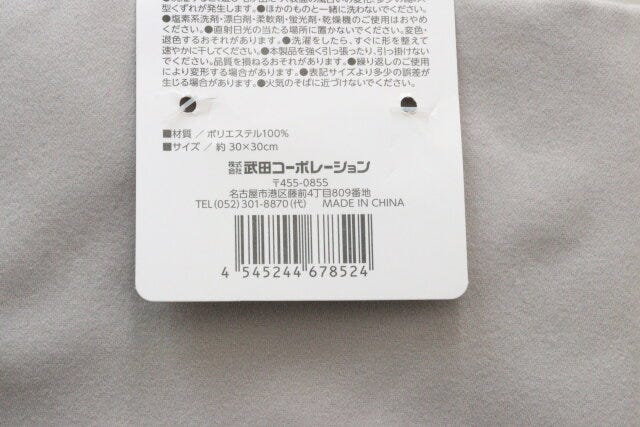 型くずれが発生します。●ほかのものと一緒に洗わないでください。
●塩素系洗剤・漂白剤・柔軟剤・蛍光剤・乾燥機のご使用はおやめ
ください。●直射日光の当たる場所に置かないでください。変色・
退色するおそれがあります。●洗濯をしたら、すぐに形を整えて
速やかに干してください。●本製品を強く引っ張ったり、引っ掛けない
でください。品質を損ねるおそれがあります。●繰り返しのご使用
により変形する場合があります。●表記サイズより多少の誤差が
生じる場合があります。●火気のそばに近づけないでください。
■材質／ポリエステル100%
■サイズ／約 30×30cm
株式会社 武田コーポレーション
〒455-0855
名古屋市港区藤前4丁目809番地
TEL(052)301-8870(代) MADE IN CHINA
4 545244 678524